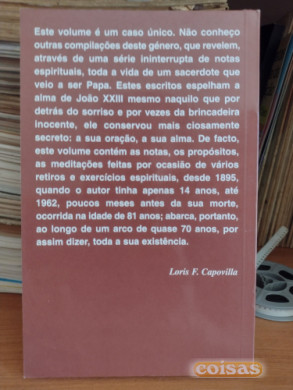 Este volume é um caso único. Não conheço
outras compilações deste género, que revelem,
através de uma série ininterrupta de notas
espirituais, toda a vida de um sacerdote que
veio a ser Papa. Estes escritos espelham a
alma de João XXIII mesmo naquilo que por
detrás do sorriso e por vezes da brincadeira
inocente, ele conservou mais ciosamente
secreto: a sua oração, a sua alma. De facto,
este volume contém as notas, os propósitos,
as meditações feitas por ocasião de vários
retiros e exercícios espirituais, desde 1895,
quando o autor tinha apenas 14 anos, até
1962, poucos meses antes da sua morte,
ocorrida na idade de 81 anos; abarca, portanto,
ao longo de um arco de quase 70 anos, por
assim dizer, toda a sua existência.
Loris F. Capovilla
coisas